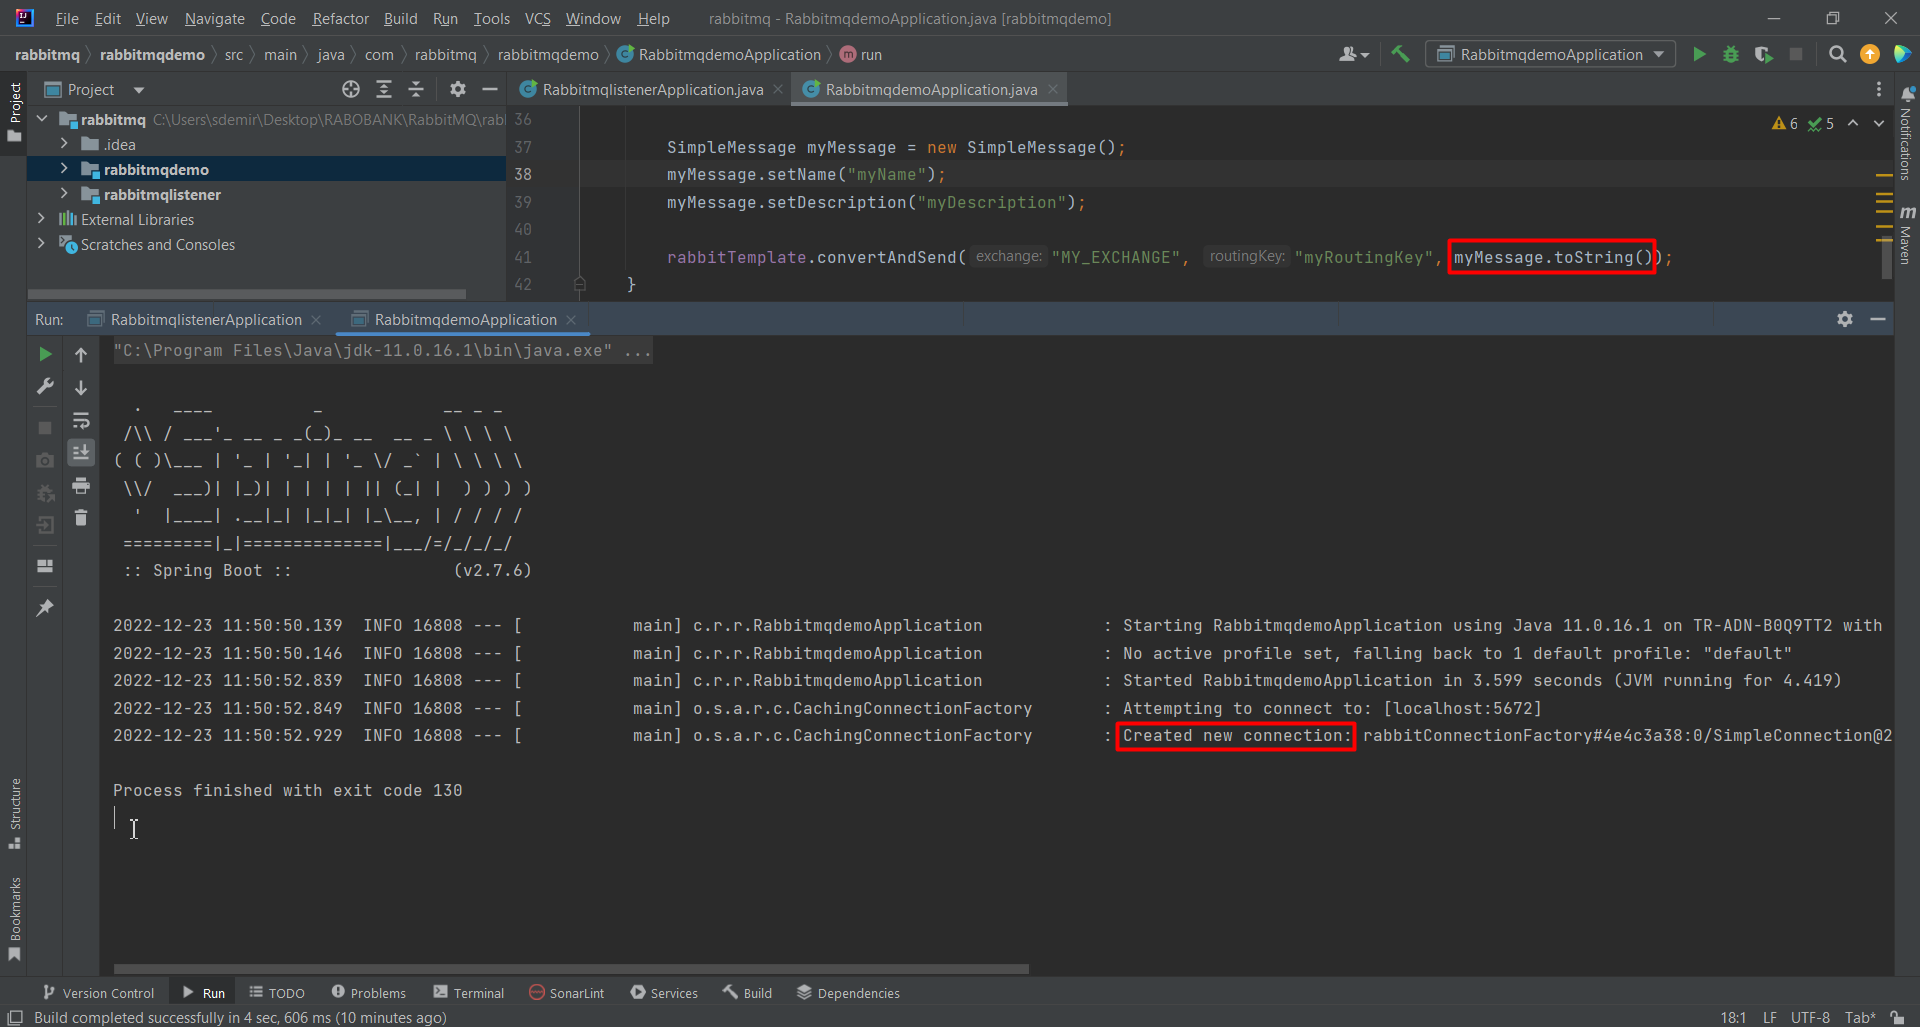 File Edit View Navigate Code Refactor Build Run Tools VCS Window Help rabbitmq - RabbitmqdemoApplication.java [rabbitmqdemo]
rabbitmq rabbitmqdemo src main java com rabbitmq rabbitmqdemo RabbitmqdemoApplication m run RabbitmqdemoApplication
Project
Project
RabbitmqlistenerApplication.java RabbitmqdemoApplication.java
Notifications
Maven
rabbitmq C:\Users\sdemir\Desktop\RABOBANK\RabbitMQ\rab
.idea
rabbitmqdemo
rabbitmqlistener
External Libraries
Scratches and Consoles
6 5
36
37 SimpleMessage myMessage = new SimpleMessage();
38 myMessage.setName("myName");
39 myMessage.setDescription("myDescription");
40
41 rabbitTemplate.convertAndSend( exchange: "MY_EXCHANGE", routingKey: "myRoutingKey", myMessage.toString());
42 }
Run: RabbitmqlistenerApplication RabbitmqdemoApplication
"C:\Program Files\Java\jdk-11.0.16.1\bin\java.exe" ...
  .   ____          _            __ _ _
 /\\ / ___'_ __ _ _(_)_ __  __ _ \ \ \ \
( ( )\___ | '_ | '_| | '_ \/ _` | \ \ \ \
 \\/  ___)| |_)| | | | | || (_| |  ) ) ) )
  '  |____| .__|_| |_|_| |_\__, | / / / /
 =========|_|==============|___/=/_/_/_/
 :: Spring Boot ::                (v2.7.6)
2022-12-23 11:50:50.139  INFO 16808 --- [           main] c.r.r.RabbitmqdemoApplication            : Starting RabbitmqdemoApplication using Java 11.0.16.1 on TR-ADN-B0Q9TT2 with
2022-12-23 11:50:50.146  INFO 16808 --- [           main] c.r.r.RabbitmqdemoApplication            : No active profile set, falling back to 1 default profile: "default"
2022-12-23 11:50:52.839  INFO 16808 --- [           main] c.r.r.RabbitmqdemoApplication            : Started RabbitmqdemoApplication in 3.599 seconds (JVM running for 4.419)
2022-12-23 11:50:52.849  INFO 16808 --- [           main] o.s.a.r.c.CachingConnectionFactory       : Attempting to connect to: [localhost:5672]
2022-12-23 11:50:52.929  INFO 16808 --- [           main] o.s.a.r.c.CachingConnectionFactory       : Created new connection: rabbitConnectionFactory#4e4c3a38:0/SimpleConnection@2
Process finished with exit code 130
Structure
Bookmarks
Version Control Run TODO Problems Terminal SonarLint Services Build Dependencies
Build completed successfully in 4 sec, 606 ms (10 minutes ago) 18:1 LF UTF-8 Tab*